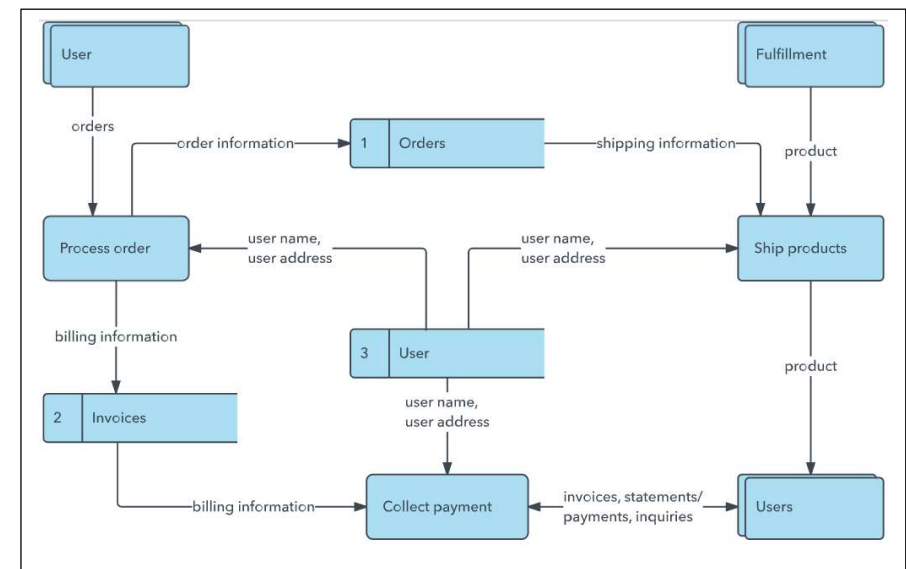 User
Fulfillment
orders
order information
1
Orders
shipping information
product
Process order
user name,
user address
user name,
user address
Ship products
billing information
3
User
product
2
Invoices
user name,
user address
billing information
Collect payment
invoices, statements/
payments, inquiries
Users